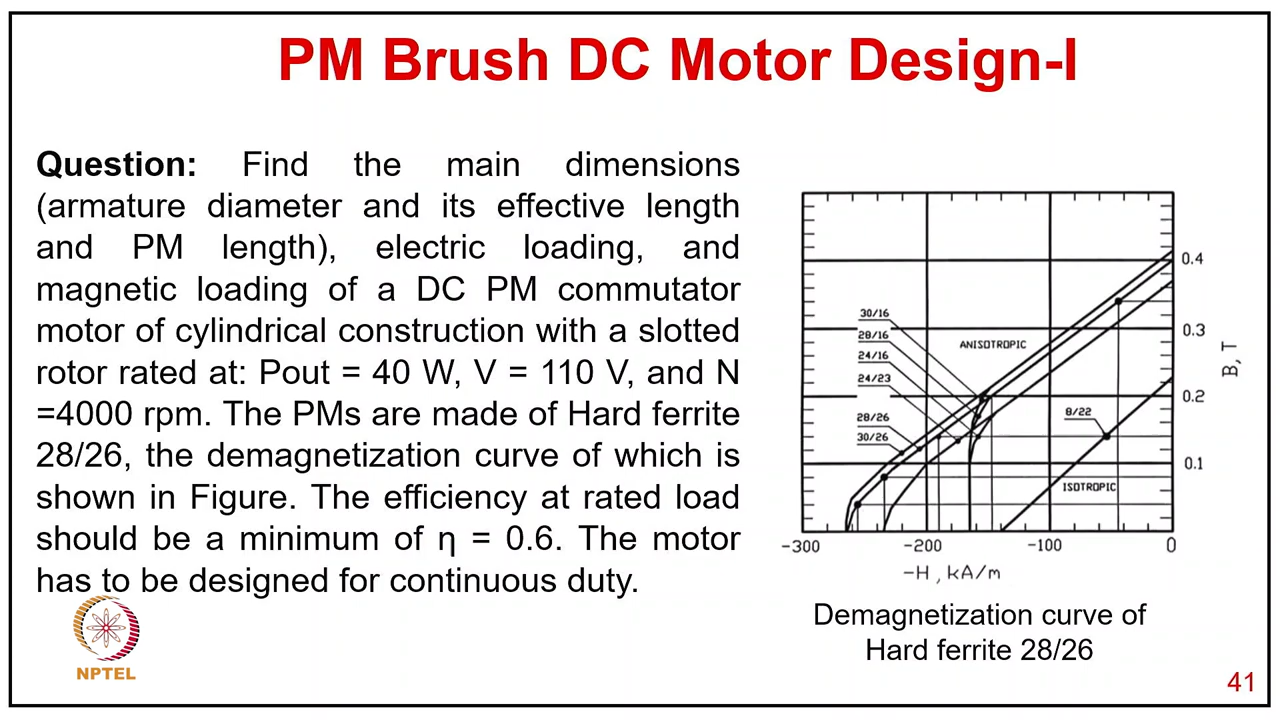 PM Brush DC Motor Design-I
Question: Find the main dimensions
(armature diameter and its effective length
and PM length), electric loading, and
magnetic loading of a DC PM commutator
motor of cylindrical construction with a slotted
rotor rated at: Pout = 40 W, V = 110 V, and N
=4000 rpm. The PMs are made of Hard ferrite
28/26, the demagnetization curve of which is
shown in Figure. The efficiency at rated load
should be a minimum of η = 0.6. The motor
has to be designed for continuous duty.
NPTEL
30/16
28/16
24/16
24/23
28/26
30/26
ANISOTROPIC
8/22
ISOTROPIC
0.4
0.3
0.2
0.1
B, T
-300
-200
-100
0
-H, kA/m
Demagnetization curve of
Hard ferrite 28/26
41